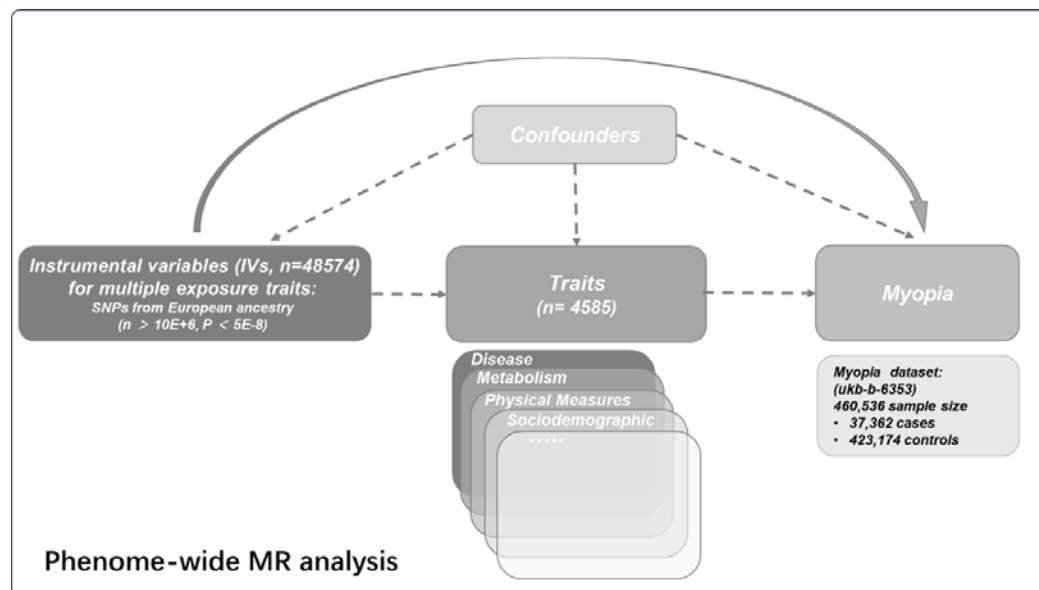 Confounders
Instrumental variables (IVs, n=48574)
for multiple exposure traits:
SNPs from European ancestry
(n > 10E+6, P < 5E-8)
Traits
(n= 4585)
Myopia
Disease
Metabolism
Physical Measures
Sociodemographic
.....
Myopia dataset:
(ukb-b-6353)
460,536 sample size
• 37,362 cases
• 423,174 controls
Phenome-wide MR analysis